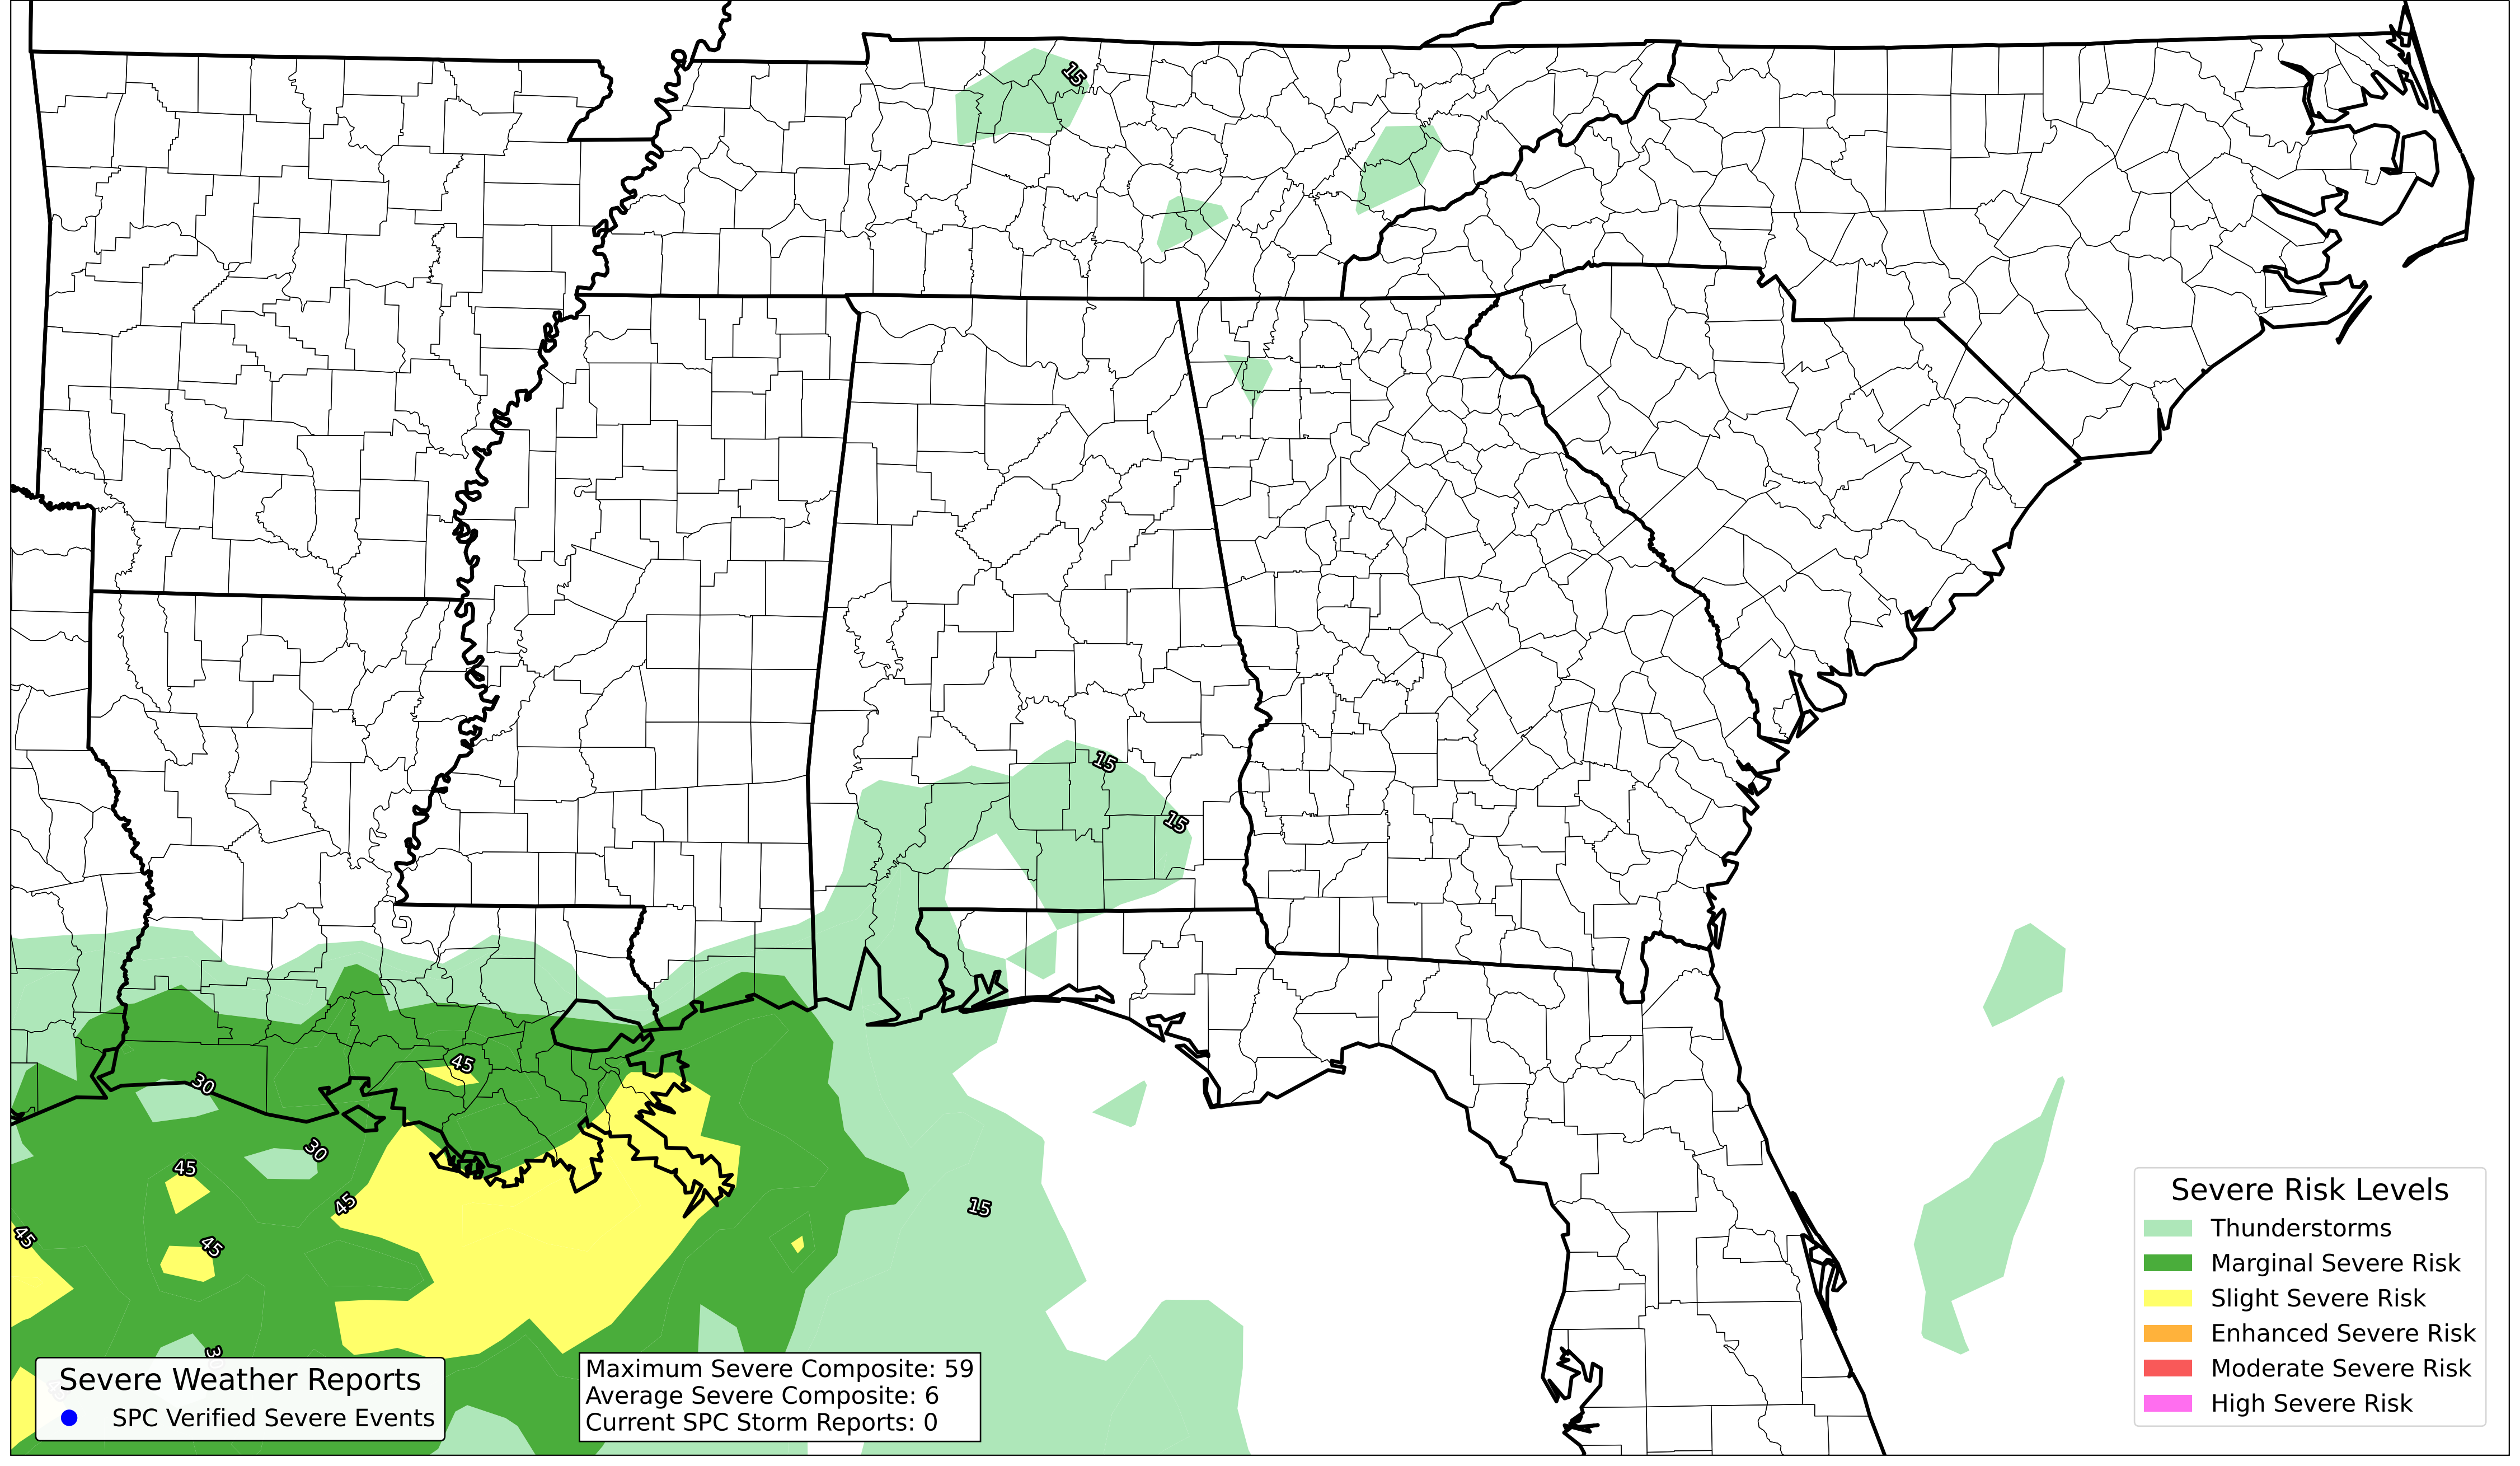 15
15
15
45
30
30
45
45
15
45
45
Severe Risk Levels
Thunderstorms
Marginal Severe Risk
Slight Severe Risk
Enhanced Severe Risk
Moderate Severe Risk
High Severe Risk
Severe Weather Reports
SPC Verified Severe Events
Maximum Severe Composite: 59
Average Severe Composite: 6
Current SPC Storm Reports: 0